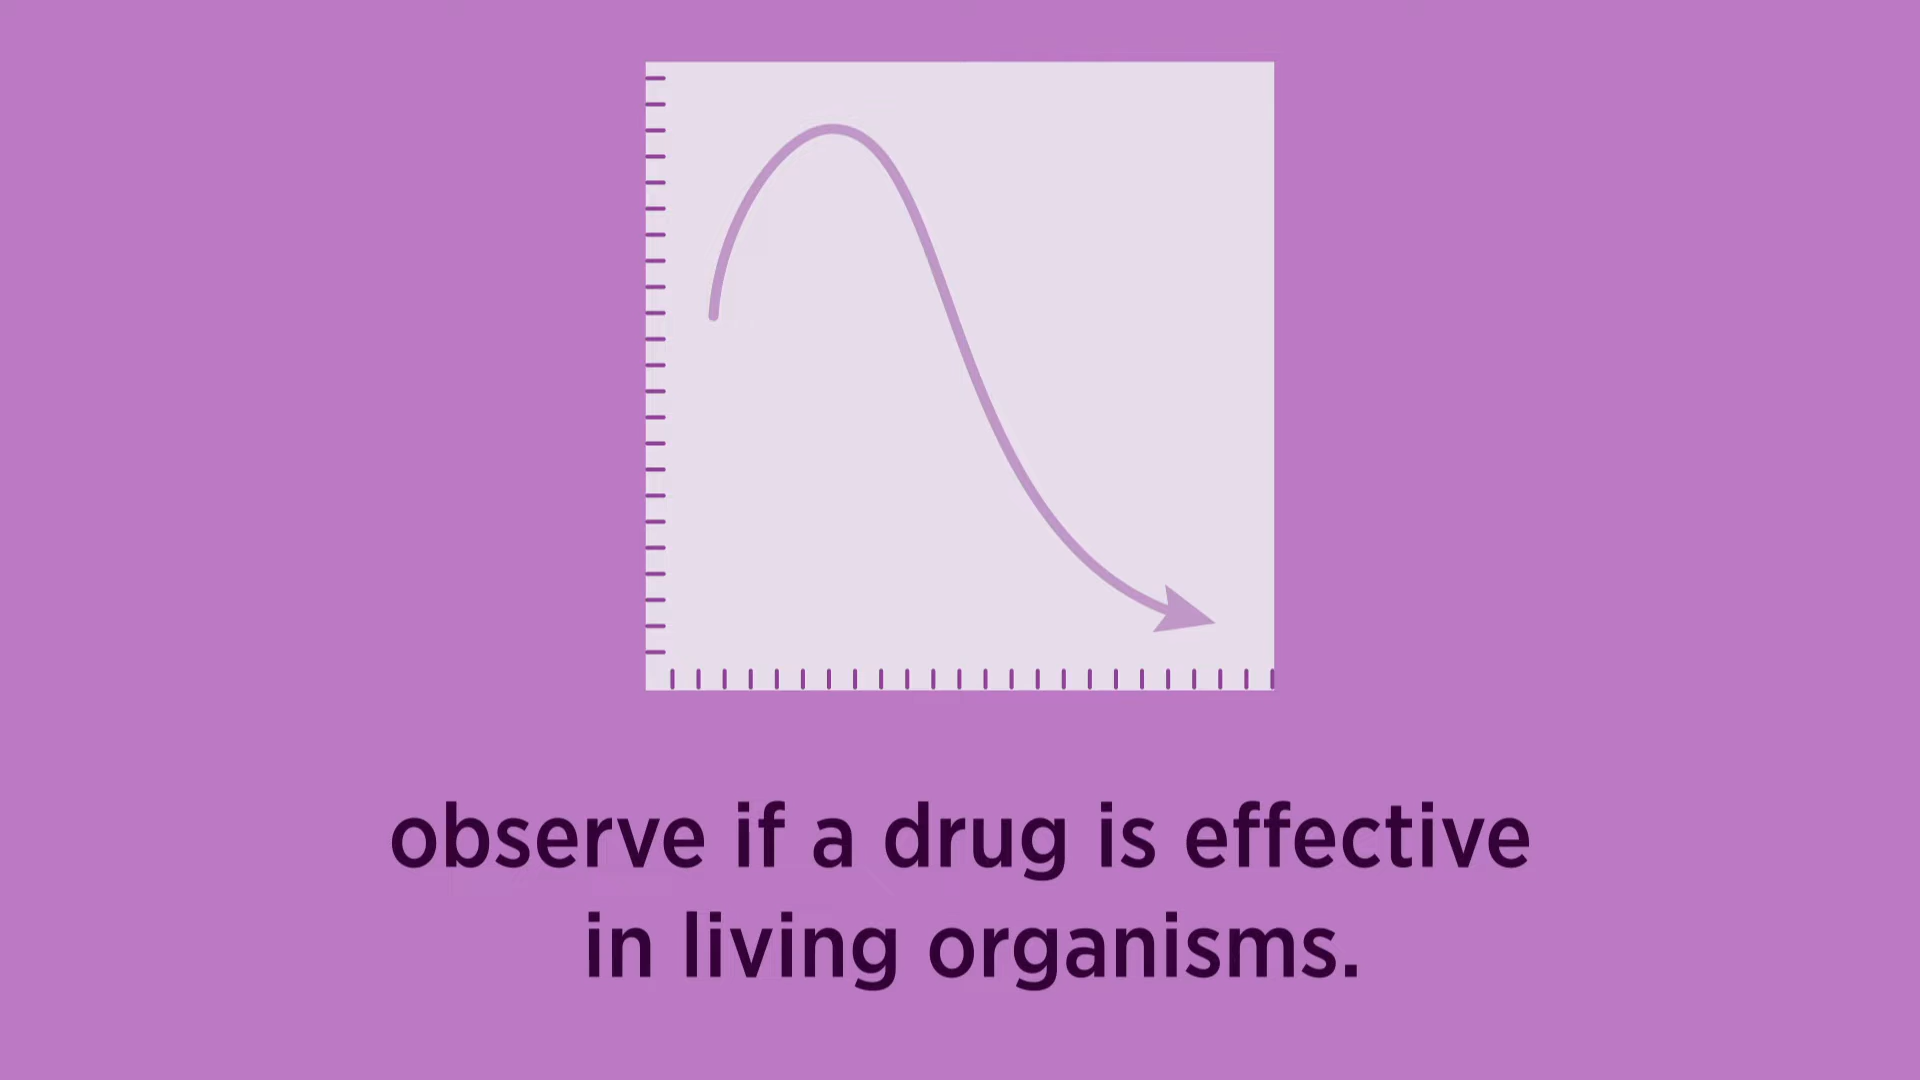 observe if a drug is effective
in living organisms.